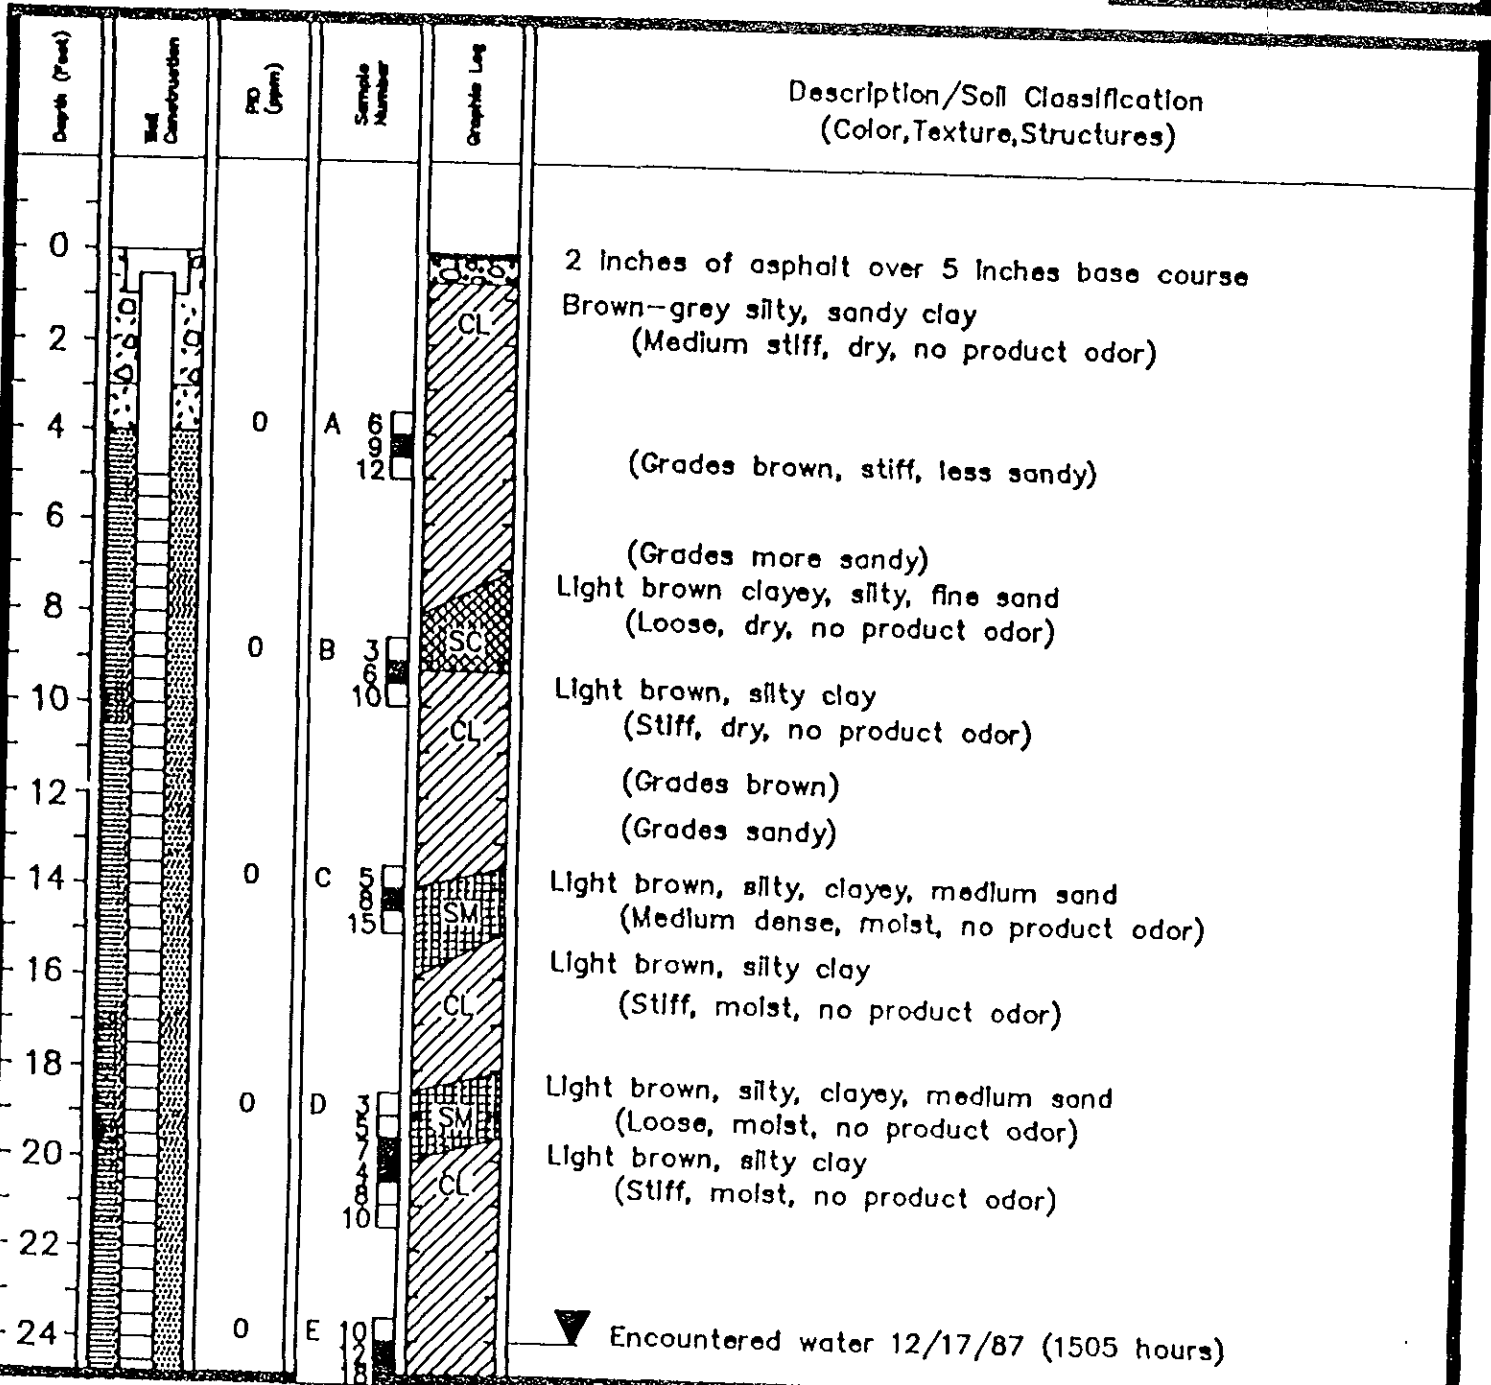 Depth (Feet)
Well Construction
PID (ppm)
Sample Number
Graphic Log
Description/Soil Classification
(Color,Texture,Structures)
0
2 inches of asphalt over 5 inches base course
Brown-grey silty, sandy clay
CL
2
(Medium stiff, dry, no product odor)
4
0
A
6
9
12
(Grades brown, stiff, less sandy)
6
(Grades more sandy)
Light brown clayey, silty, fine sand
8
(Loose, dry, no product odor)
0
B
3
6
10
SC
10
Light brown, silty clay
(Stiff, dry, no product odor)
CL
12
(Grades brown)
(Grades sandy)
14
0
C
5
8
15
SM
Light brown, silty, clayey, medium sand
(Medium dense, moist, no product odor)
16
Light brown, silty clay
(Stiff, moist, no product odor)
CL
18
Light brown, silty, clayey, medium sand
0
D
3
5
7
4
8
10
SM
(Loose, moist, no product odor)
20
Light brown, silty clay
(Stiff, moist, no product odor)
CL
22
24
0
E
10
12
18
Encountered water 12/17/87 (1505 hours)